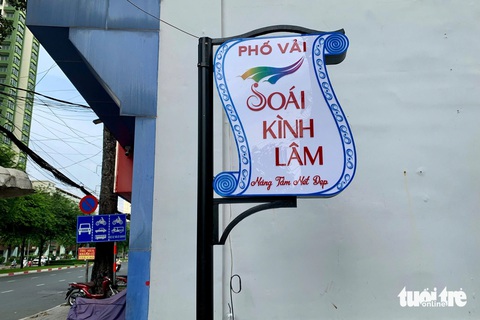 PHỐ VẢI
SOÁI
KÌNH
LÂM
Nâng Tầm Nét Đẹp
tuổi trẻ
online